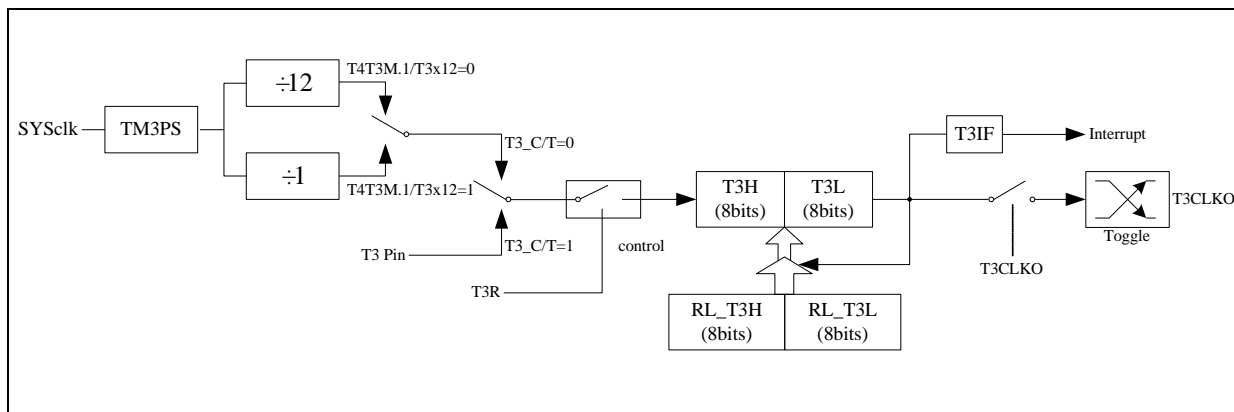 ÷12
T4T3M.1/T3x12=0
SYSclk
TM3PS
÷1
T4T3M.1/T3x12=1
T3_C/T=0
T3 Pin
T3_C/T=1
T3R
control
T3H
(8bits)
T3L
(8bits)
RL_T3H
(8bits)
RL_T3L
(8bits)
T3IF
Interrupt
T3CLKO
Toggle
T3CLKO